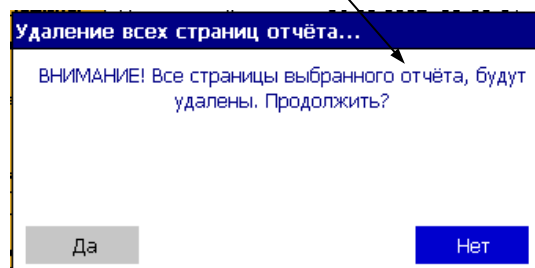 Удаление всех страниц отчёта...
ВНИМАНИЕ! Все страницы выбранного отчёта, будут
удалены. Продолжить?
Да
Нет